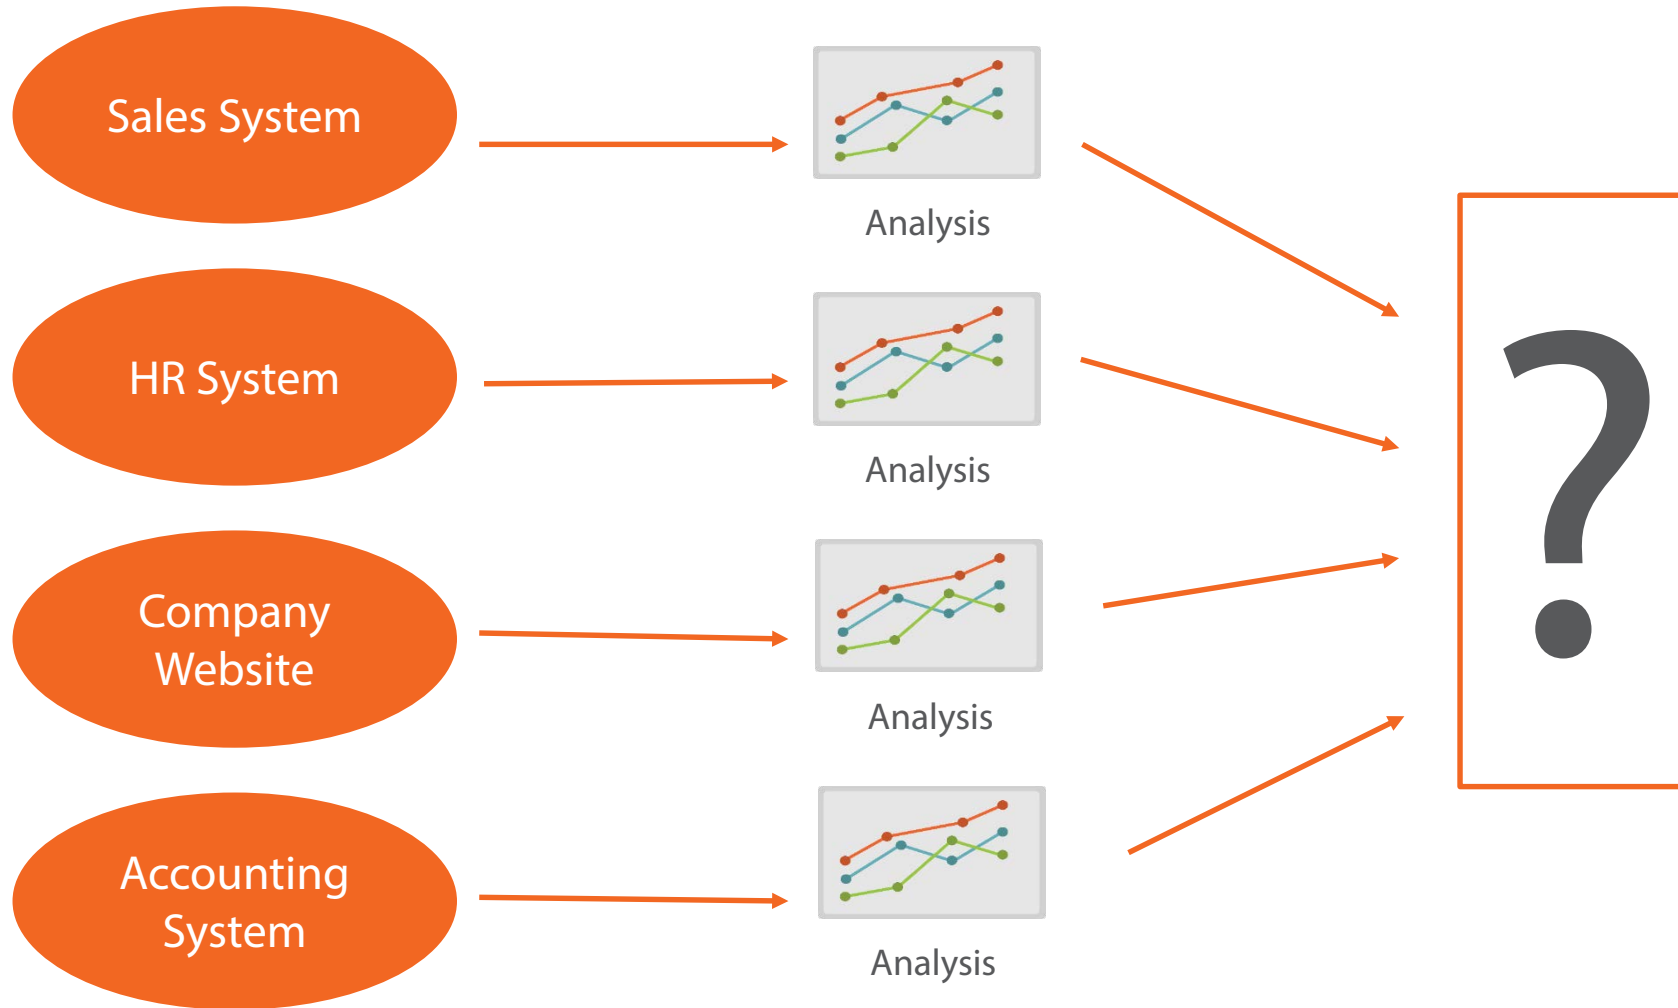 Sales System
Analysis
HR System
Analysis
Company
Website
Analysis
Accounting
System
Analysis
?